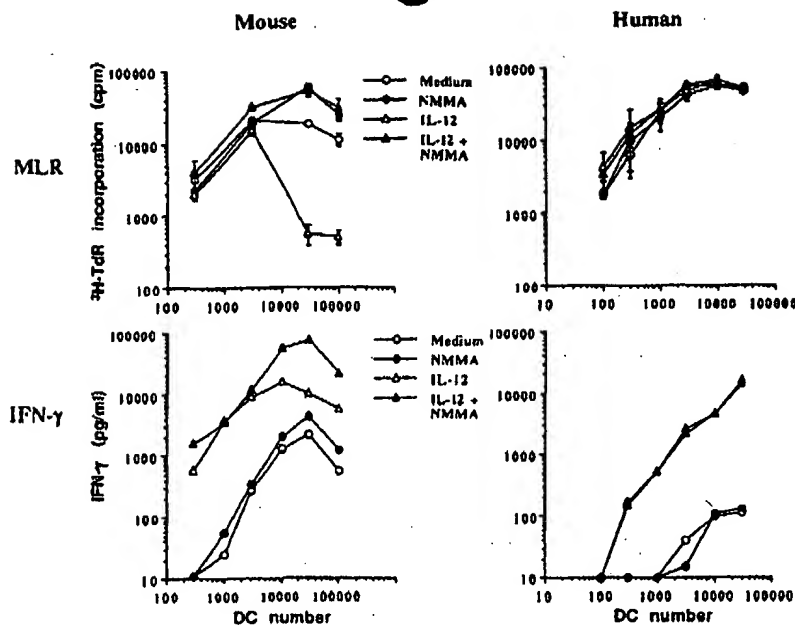 Mouse
Human
MLR
³H-TdR incorporation (cpm)
100000
10000
1000
100
100 1000 10000 100000
Medium
NMMA
IL-12
IL-12 +
NMMA
100000
10000
1000
100
10 100 1000 10000 100000
IFN-γ
IFN-γ (pg/ml)
100000
10000
1000
100
10
100 1000 10000 100000
DC number
Medium
NMMA
IL-12
IL-12 +
NMMA
100000
10000
1000
100
10
10 100 1000 10000 100000
DC number